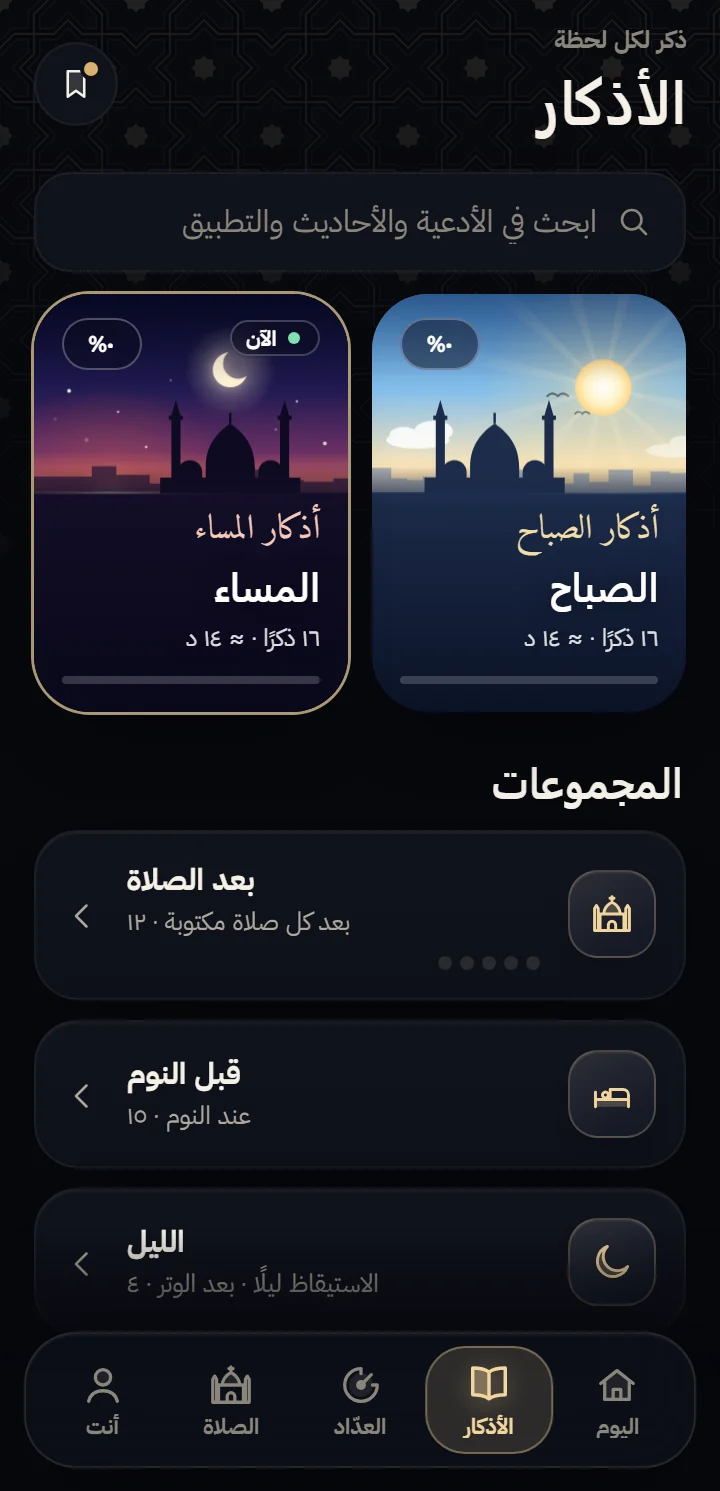 ذكر لكل لحظة
الأذكار
ابحث في الأدعية والأحاديث والتطبيق
٠%
أذكار الصباح
الصباح
١٦ ذكرًا · ≈ ١٤ د
الآن
٠%
أذكار المساء
المساء
١٦ ذكرًا · ≈ ١٤ د
المجموعات
بعد الصلاة
بعد كل صلاة مكتوبة · ١٢
قبل النوم
عند النوم · ١٥
الليل
الاستيقاظ ليلًا · بعد الوتر · ٤
اليوم
الأذكار
العدّاد
الصلاة
أنت